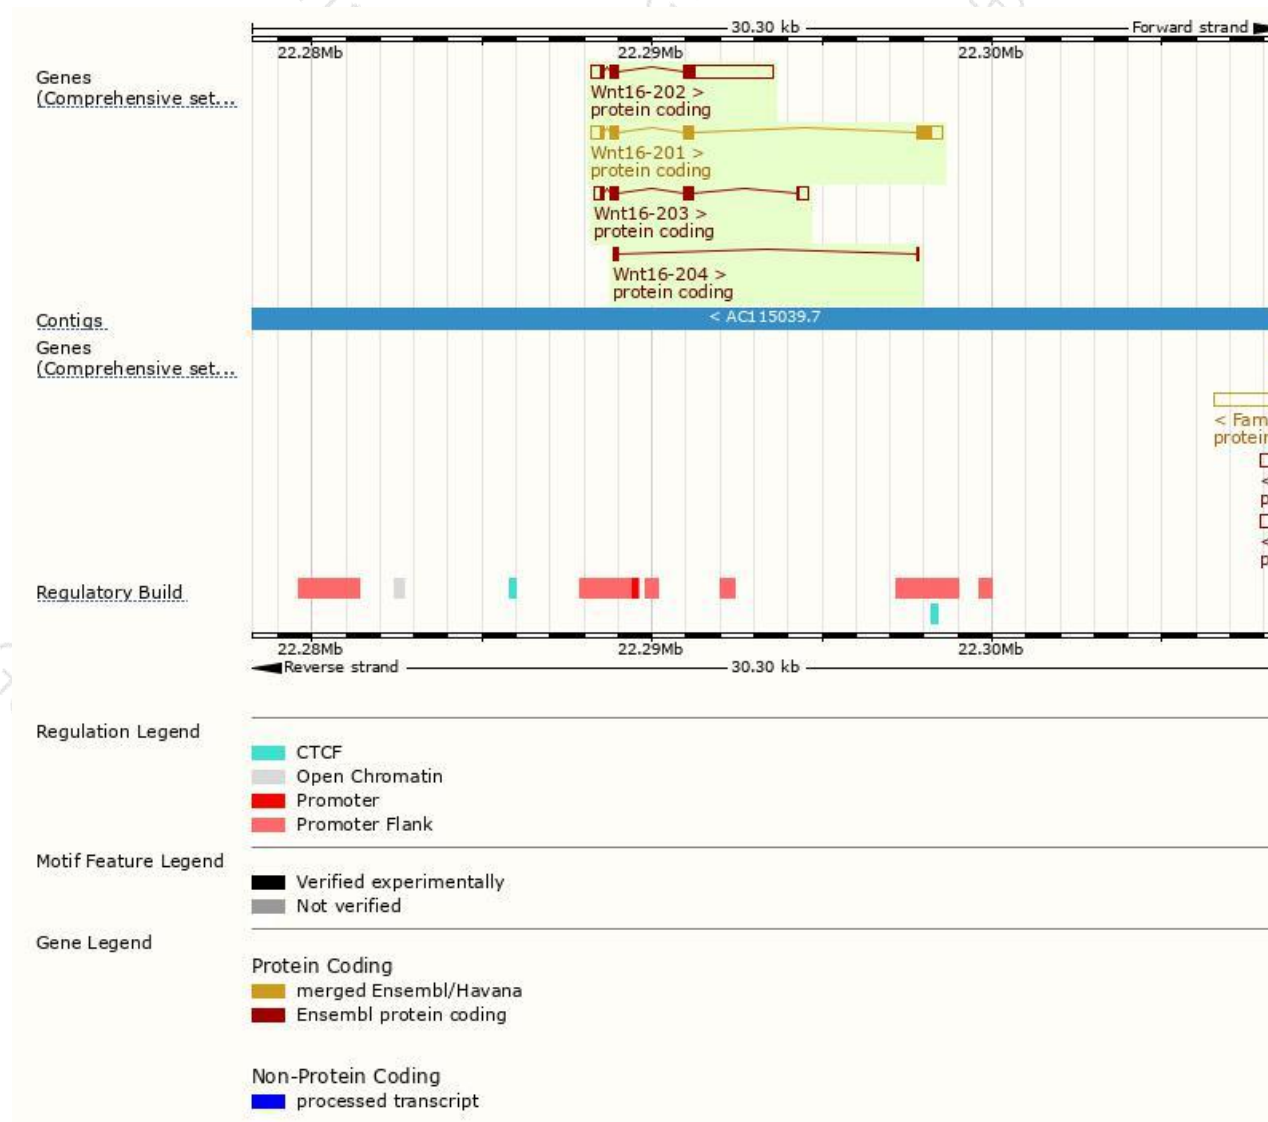 30.30 kb
Forward strand
22.28Mb 22.29Mb 22.30Mb
Genes
(Comprehensive set...
Wnt16-202 >
protein coding
Wnt16-201 >
protein coding
Wnt16-203 >
protein coding
Wnt16-204 >
protein coding
Contigs
< AC115039.7
Genes
(Comprehensive set...
< Fam
protein
<
p
<
p
Regulatory Build
22.28Mb 22.29Mb 22.30Mb
Reverse strand
30.30 kb
Regulation Legend
CTCF
Open Chromatin
Promoter
Promoter Flank
Motif Feature Legend
Verified experimentally
Not verified
Gene Legend
Protein Coding
merged Ensembl/Havana
Ensembl protein coding
Non-Protein Coding
processed transcript